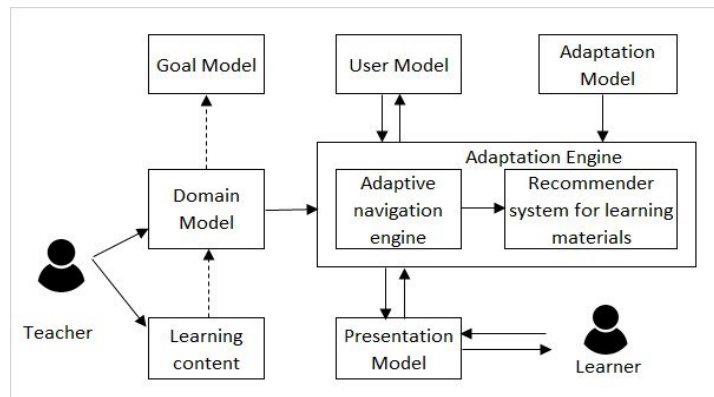 Goal Model
User Model
Adaptation
Model
Adaptation Engine
Domain
Model
Adaptive
navigation
engine
Recommender
system for learning
materials
Teacher
Learning
content
Presentation
Model
Learner